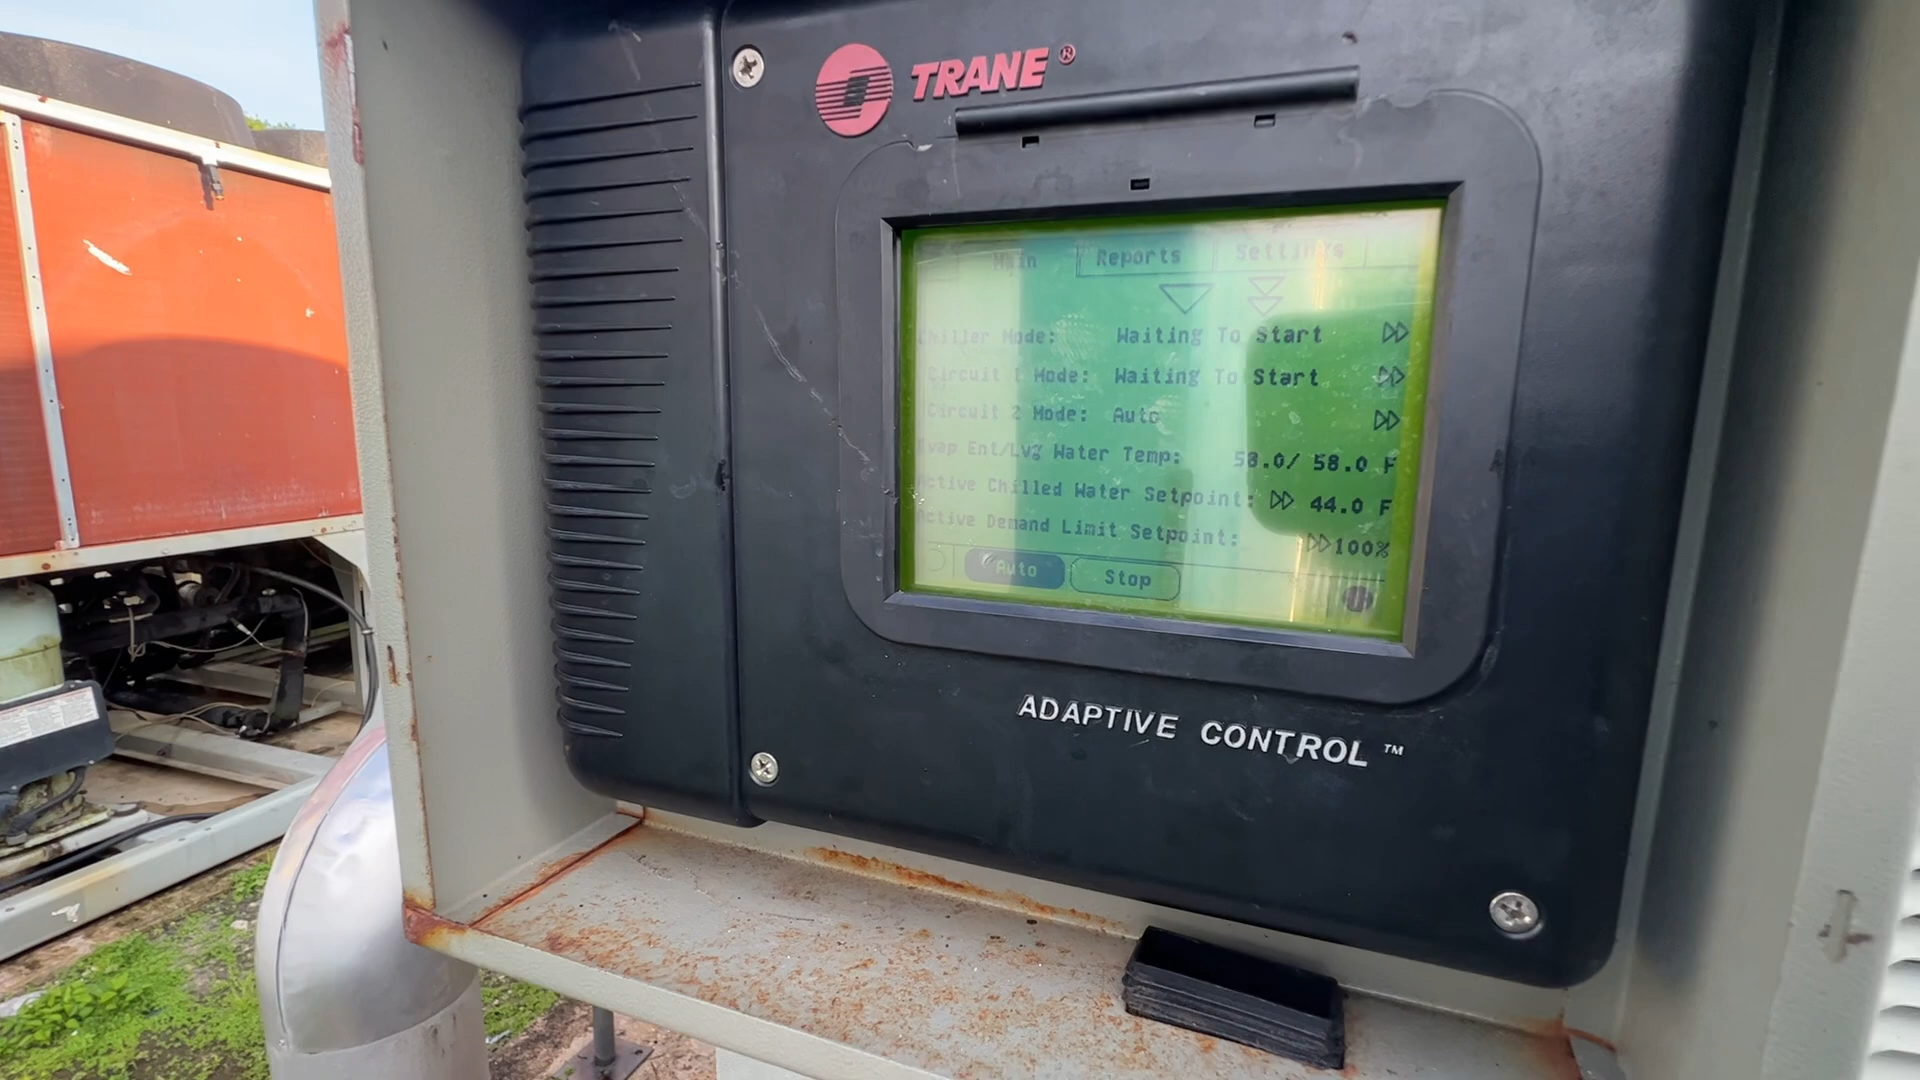 TRANE ®
Main Reports Settings
Chiller Mode: Waiting To Start
Circuit 1 Mode: Waiting To Start
Circuit 2 Mode: Auto
Evap Ent/Lvg Water Temp: 58.0/ 58.0 F
Active Chilled Water Setpoint: 44.0 F
Active Demand Limit Setpoint: 100%
Auto Stop
ADAPTIVE CONTROL ™